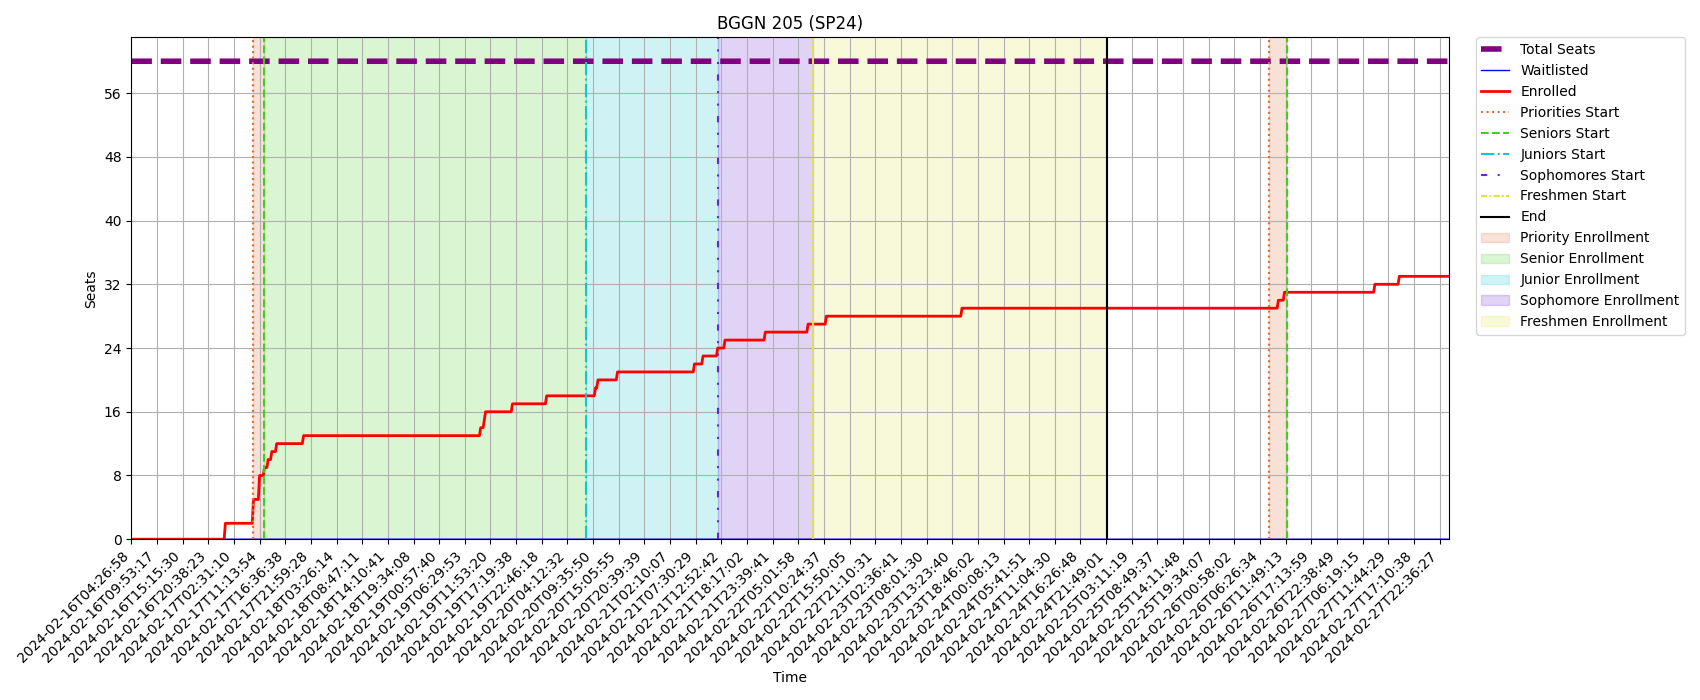 BGGN 205 (SP24)
Total Seats
Waitlisted
Enrolled
Priorities Start
Seniors Start
Juniors Start
Sophomores Start
Freshmen Start
End
Priority Enrollment
Senior Enrollment
Junior Enrollment
Sophomore Enrollment
Freshmen Enrollment
Seats
56
48
40
32
24
16
8
0
2024-02-16T04:26:58
2024-02-16T09:53:17
2024-02-16T15:15:30
2024-02-16T20:38:23
2024-02-17T02:31:10
2024-02-17T11:13:54
2024-02-17T16:36:38
2024-02-17T21:59:28
2024-02-18T03:26:14
2024-02-18T08:47:11
2024-02-18T14:10:41
2024-02-18T19:34:08
2024-02-19T00:57:40
2024-02-19T06:29:53
2024-02-19T11:53:20
2024-02-19T17:19:38
2024-02-19T22:46:18
2024-02-20T04:12:32
2024-02-20T09:35:50
2024-02-20T15:05:55
2024-02-20T20:39:39
2024-02-21T02:10:07
2024-02-21T07:30:29
2024-02-21T12:52:42
2024-02-21T18:17:02
2024-02-21T23:39:41
2024-02-22T05:01:58
2024-02-22T10:24:37
2024-02-22T15:50:05
2024-02-22T21:10:31
2024-02-23T02:36:41
2024-02-23T08:01:30
2024-02-23T13:23:40
2024-02-23T18:46:02
2024-02-24T00:08:13
2024-02-24T05:41:51
2024-02-24T11:04:30
2024-02-24T16:26:48
2024-02-24T21:49:01
2024-02-25T03:11:19
2024-02-25T08:49:37
2024-02-25T14:11:48
2024-02-25T19:34:07
2024-02-26T00:58:02
2024-02-26T06:26:34
2024-02-26T11:49:13
2024-02-26T17:13:59
2024-02-26T22:38:49
2024-02-27T06:19:15
2024-02-27T11:44:29
2024-02-27T17:10:38
2024-02-27T22:36:27
Time